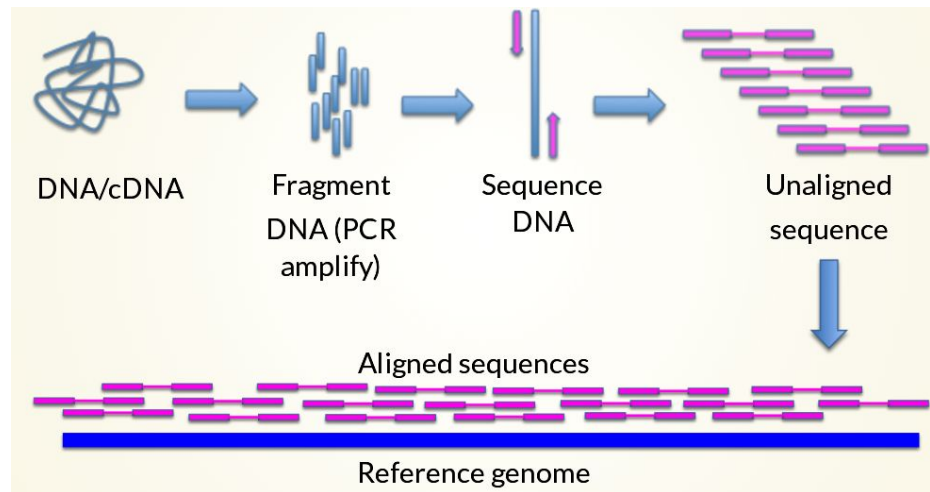 DNA/cDNA
Fragment
DNA (PCR
amplify)
Sequence
DNA
Unaligned
sequence
Aligned sequences
Reference genome